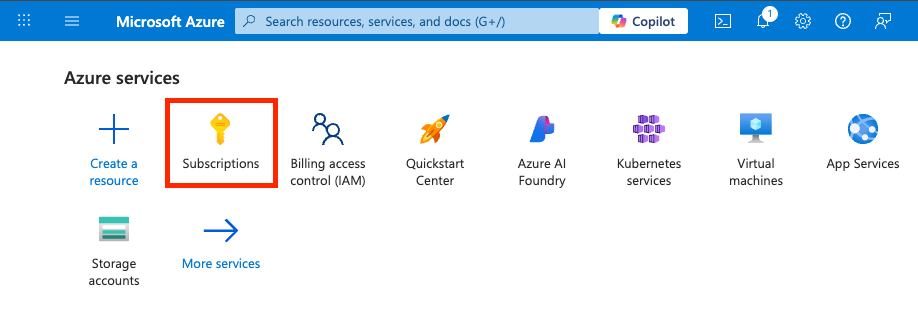 Microsoft Azure
Search resources, services, and docs (G+/)
Copilot
1
Azure services
Create a
resource
Subscriptions
Billing access
control (IAM)
Quickstart
Center
Azure AI
Foundry
Kubernetes
services
Virtual
machines
App Services
Storage
accounts
More services